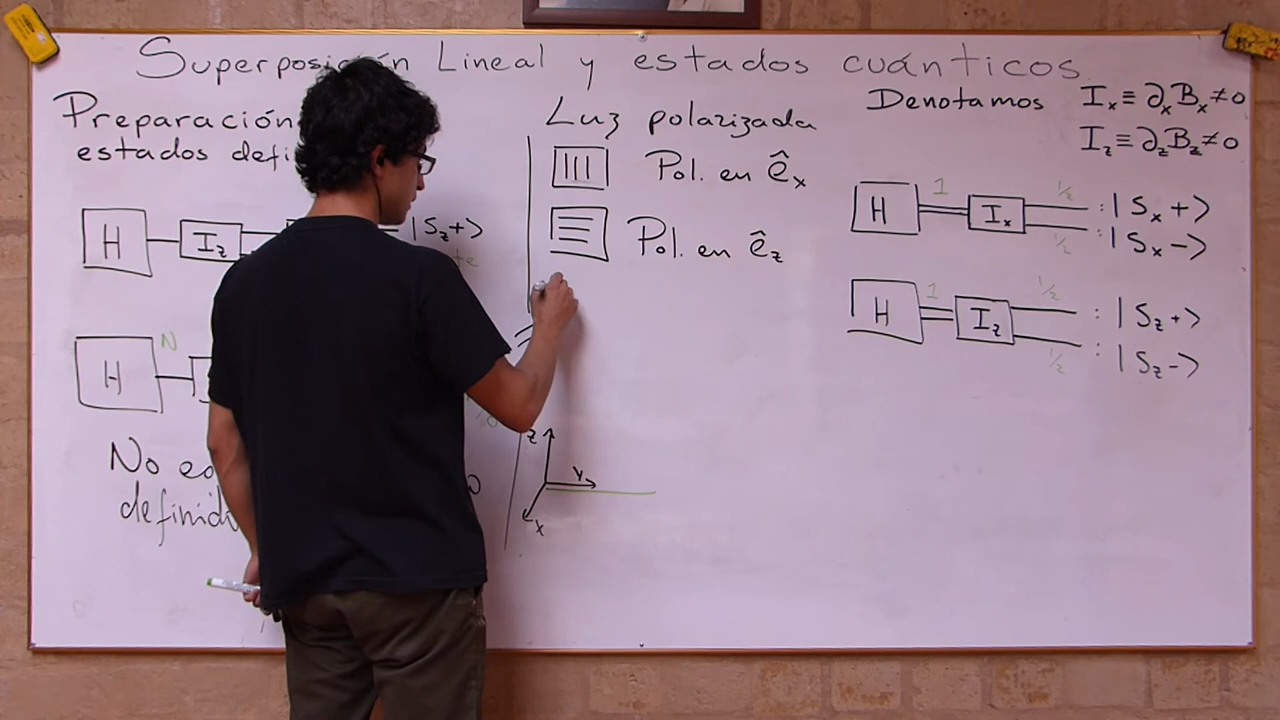 Superposición Lineal y estados cuánticos
Preparación
estados
H I_z |S_z+>
H N
No
Luz polarizada
Pol. en ê_x
Pol. en ê_z
z
y
x
Denotamos I_x ≡ ∂_x B_x ≠ 0
I_z ≡ ∂_z B_z ≠ 0
H 1 I_x 1/2 : |S_x+>
1/2 : |S_x->
H 1 I_z 1/2 : |S_z+>
1/2 : |S_z->